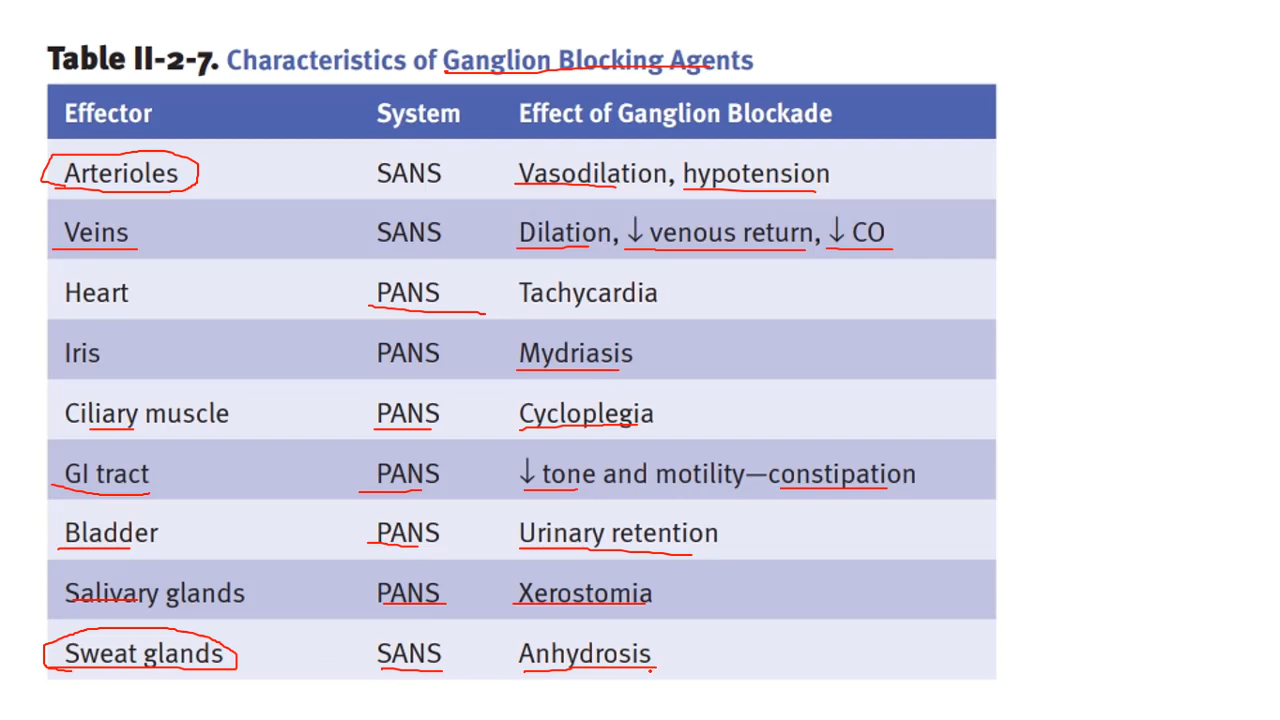 Table II-2-7. Characteristics of Ganglion Blocking Agents
Effector System Effect of Ganglion Blockade
Arterioles SANS Vasodilation, hypotension
Veins SANS Dilation, ↓ venous return, ↓ CO
Heart PANS Tachycardia
Iris PANS Mydriasis
Ciliary muscle PANS Cycloplegia
GI tract PANS ↓ tone and motility—constipation
Bladder PANS Urinary retention
Salivary glands PANS Xerostomia
Sweat glands SANS Anhydrosis